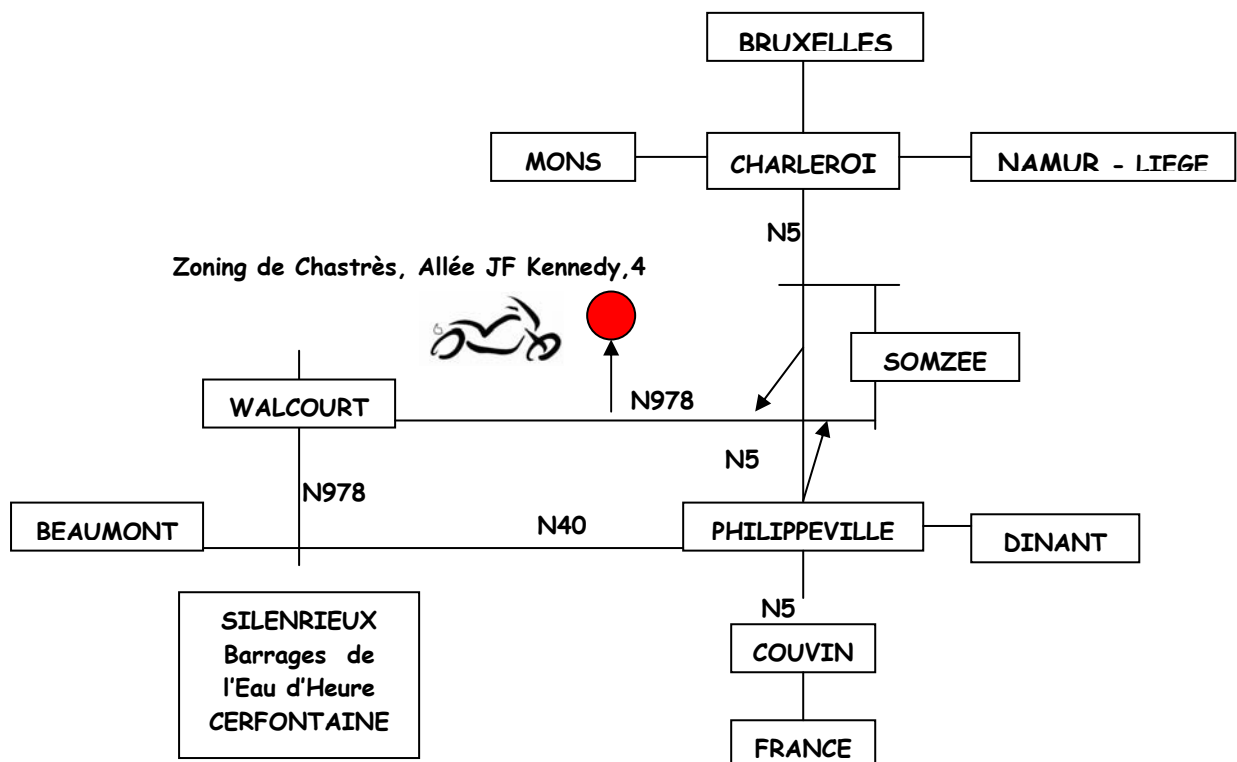 BRUXELLES
MONS
CHARLEROI
NAMUR - LIEGE
N5
Zoning de Chastrès, Allée JF Kennedy,4
SOMZEE
WALCOURT
N978
N5
N978
BEAUMONT
N40
PHILIPPEVILLE
DINANT
SILENRIEUX
Barrages de
l'Eau d'Heure
CERFONTAINE
N5
COUVIN
FRANCE